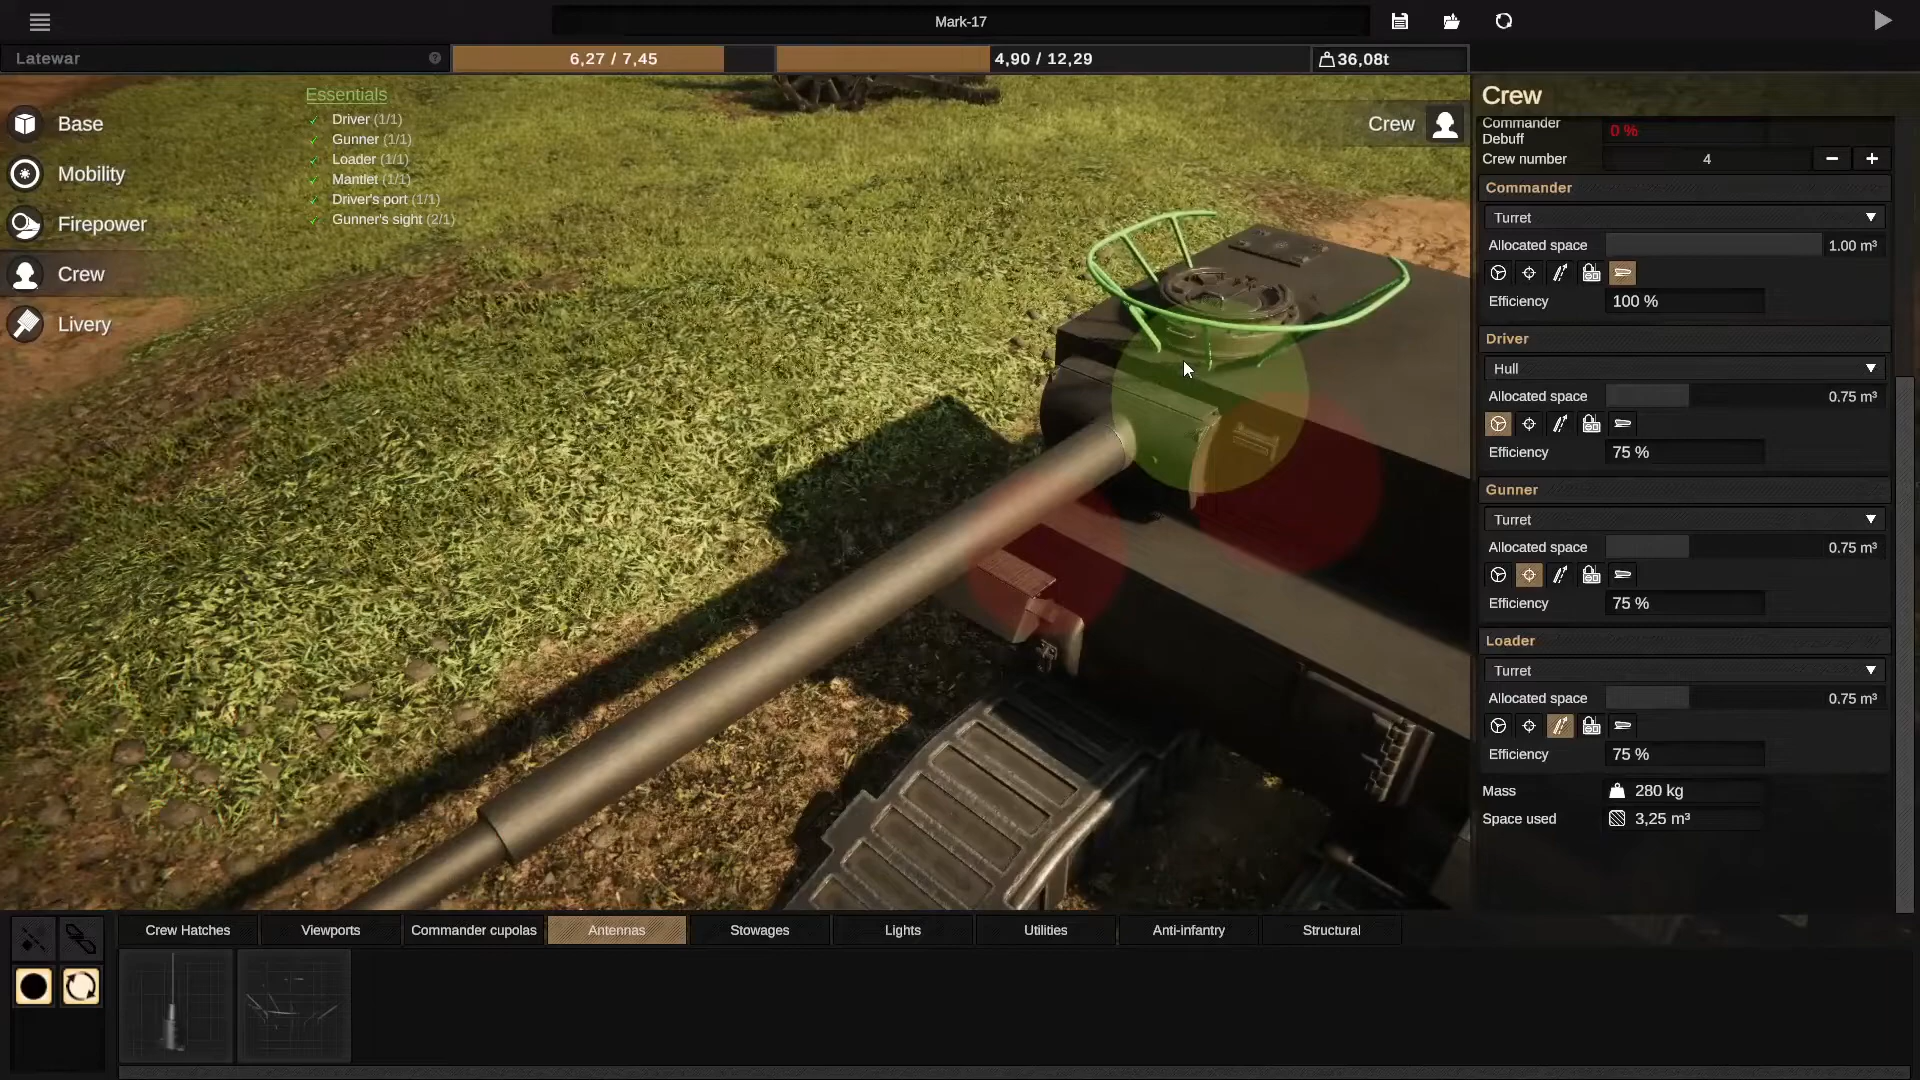 Mark-17
Latewar
6,27 / 7,45
4,90 / 12,29
36,08t
Base
Mobility
Firepower
Crew
Livery
Essentials
Driver (1/1)
Gunner (1/1)
Loader (1/1)
Mantlet (1/1)
Driver's port (1/1)
Gunner's sight (2/1)
Crew
Crew
Commander
Debuff
0 %
Crew number
4
Commander
Turret
Allocated space
1.00 m³
Efficiency
100 %
Driver
Hull
Allocated space
0.75 m³
Efficiency
75 %
Gunner
Turret
Allocated space
0.75 m³
Efficiency
75 %
Loader
Turret
Allocated space
0.75 m³
Efficiency
75 %
Mass
280 kg
Space used
3,25 m³
Crew Hatches
Viewports
Commander cupolas
Antennas
Stowages
Lights
Utilities
Anti-infantry
Structural